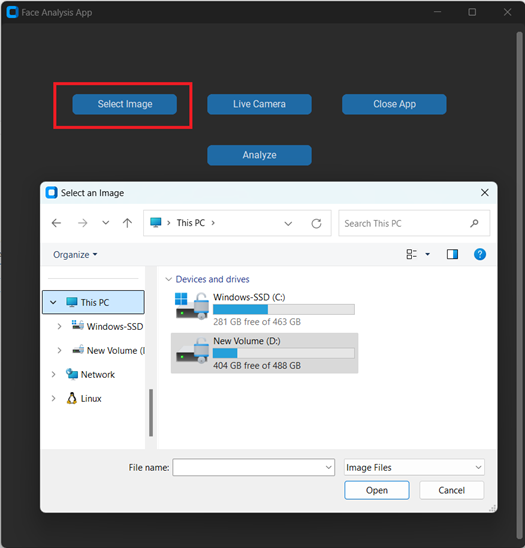 Face Analysis App
Select Image
Live Camera
Close App
Analyze
Select an Image
This PC
Search This PC
Organize
?
This PC
Windows-SSD
New Volume (
Network
Linux
Devices and drives
Windows-SSD (C:)
281 GB free of 463 GB
New Volume (D:)
404 GB free of 488 GB
File name:
Image Files
Open
Cancel